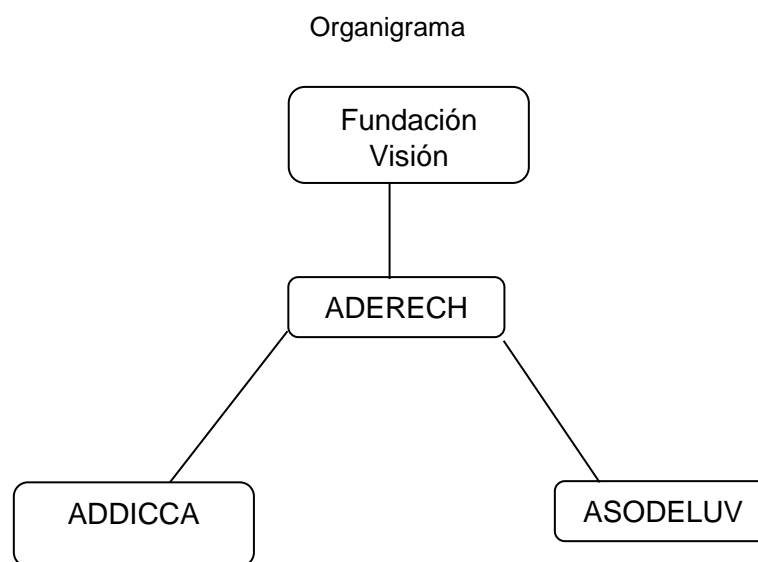 Organigrama
Fundación
Visión
ADERECH
ADDICCA
ASODELUV